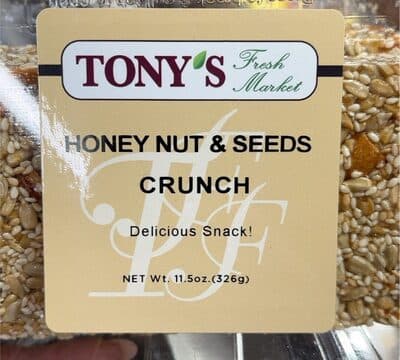 TONY'S Fresh Market
HONEY NUT & SEEDS
CRUNCH
Delicious Snack!
NET Wt. 11.5oz.(326g)